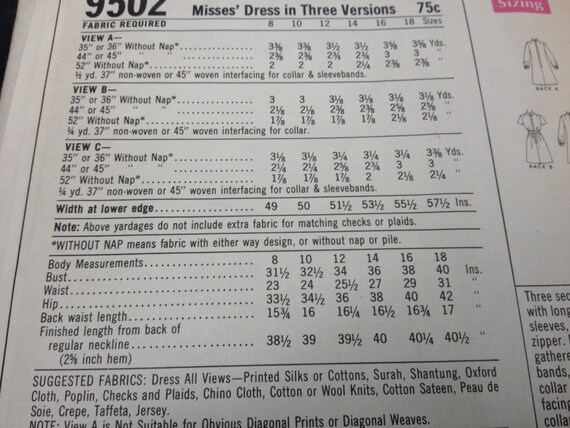 9502 Misses' Dress in Three Versions 75c
Sizing
FABRIC REQUIRED 8 10 12 14 16 18 Sizes
VIEW A—
35" or 36" Without Nap*.............. 3⅜ 3⅜ 3½ 3½ 3⅝ 3⅝ Yds.
44" or 45" " " .............. 2⅜ 2⅜ 2¾ 2¾ 3 3 "
52" Without Nap*.............. 2 2 2 2¼ 2⅜ 2⅜ "
yd. 37" non-woven or 45" woven interfacing for collar & sleevebands.
VIEW B—
35" or 36" Without Nap*.............. 3 3 3⅛ 3⅛ 3⅛ 3⅛ Yds.
44" or 45" " " .............. 2⅛ 2⅛ 2⅜ 2⅜ 2⅝ 2⅝ "
52" Without Nap*.............. 1⅞ 1⅞ 1⅞ 1⅞ 2⅛ 2⅛ "
¼ yd. 37" non-woven or 45" woven interfacing for collar.
VIEW C—
35" or 36" Without Nap*.............. 3⅛ 3⅛ 3¼ 3¼ 3¼ 3⅜ Yds.
44" or 45" " " .............. 2¼ 2¼ 2⅝ 2¾ 3 3 "
52" Without Nap*.............. 1⅞ 1⅞ 1⅞ 2 2¼ 2¼ "
yd. 37" non-woven or 45" woven interfacing for collar & sleevebands.
Width at lower edge.............. 49 50 51½ 53½ 55½ 57½ Ins.
Note: Above yardages do not include extra fabric for matching checks or plaids.
*WITHOUT NAP means fabric with either way design, or without nap or pile.
Body Measurements.............. 8 10 12 14 16 18
Bust.............. 31½ 32½ 34 36 38 40 Ins.
Waist.............. 23 24 25½ 27 29 31 "
Hip.............. 33½ 34½ 36 38 40 42 "
Back waist length.............. 15¾ 16 16¼ 16½ 16¾ 17 "
Finished length from back of
regular neckline.............. 38½ 39 39½ 40 40¼ 40½ "
(2⅝ inch hem)
SUGGESTED FABRICS: Dress All Views—Printed Silks or Cottons, Surah, Shantung, Oxford
Cloth, Poplin, Checks and Plaids, Chino Cloth, Cotton or Wool Knits, Cotton Sateen, Peau de
Soie, Crepe, Taffeta, Jersey.
NOTE: View A is Not Suitable for Obvious Diagonal Prints or Diagonal Weaves.
BACK A
BACK B
Three sec
with long
sleeves,
zipper.
gathere
bands,
collar
and
collar